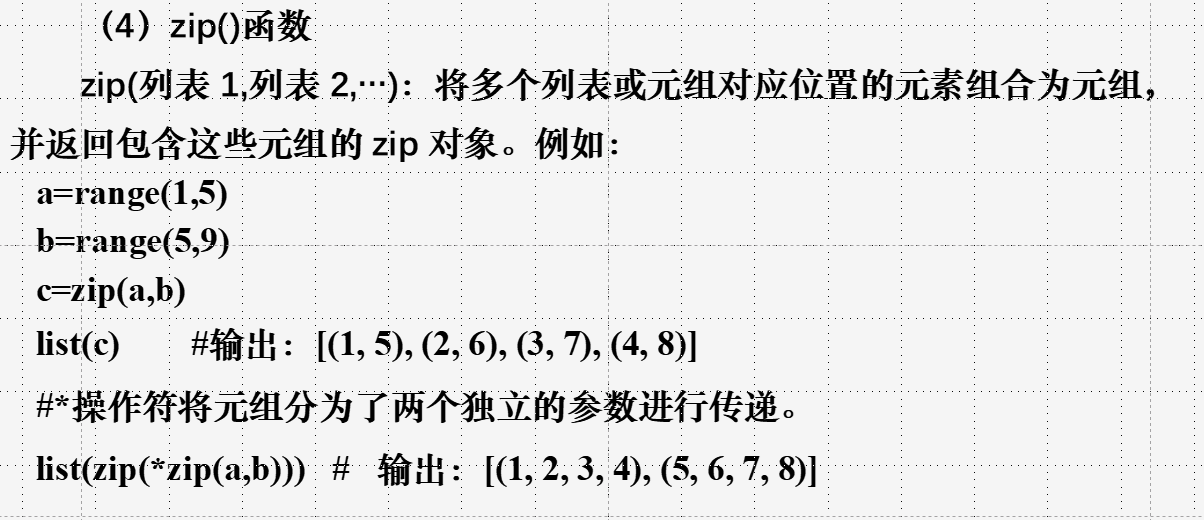 （4）zip()函数
zip(列表 1,列表 2,…)：将多个列表或元组对应位置的元素组合为元组，
并返回包含这些元组的 zip 对象。例如：
a=range(1,5)
b=range(5,9)
c=zip(a,b)
list(c) #输出：[(1, 5), (2, 6), (3, 7), (4, 8)]
#*操作符将元组分为了两个独立的参数进行传递。
list(zip(*zip(a,b))) # 输出：[(1, 2, 3, 4), (5, 6, 7, 8)]